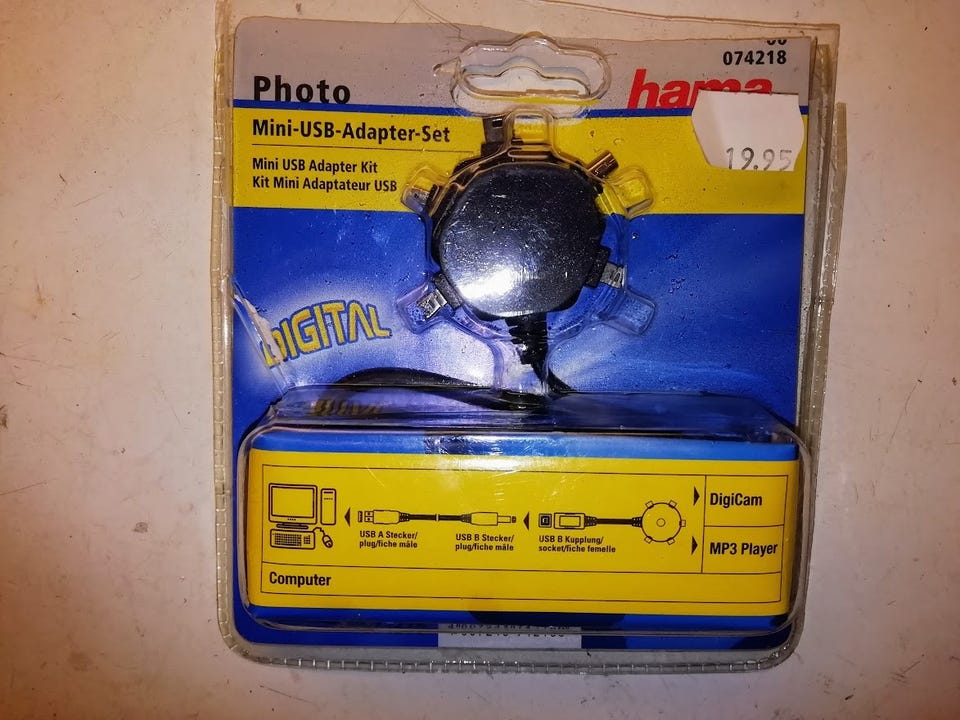 074218
Photo
hama
19.95
Mini-USB-Adapter-Set
Mini USB Adapter Kit
Kit Mini Adaptateur USB
DIGITAL
DigiCam
USB A Stecker/
plug/fiche mâle
USB B Stecker/
plug/fiche mâle
USB B Kupplung/
socket/fiche femelle
MP3 Player
Computer